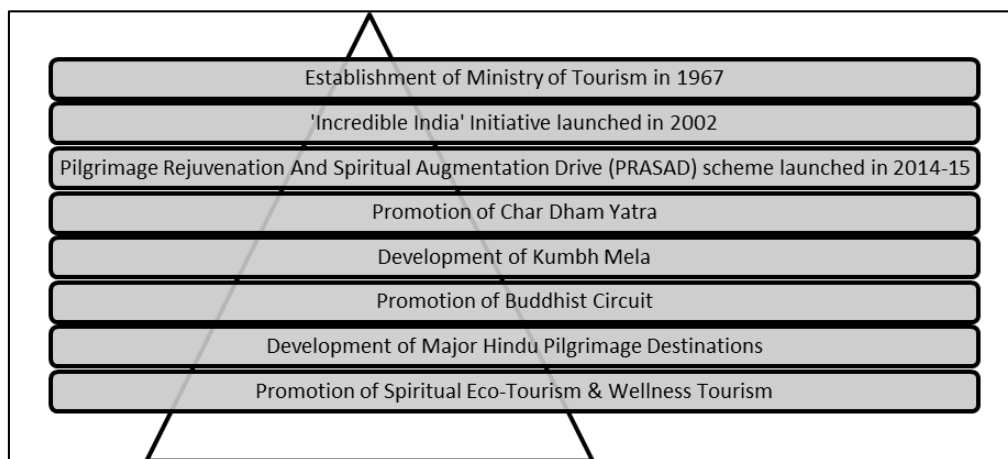 Establishment of Ministry of Tourism in 1967
'Incredible India' Initiative launched in 2002
Pilgrimage Rejuvenation And Spiritual Augmentation Drive (PRASAD) scheme launched in 2014-15
Promotion of Char Dham Yatra
Development of Kumbh Mela
Promotion of Buddhist Circuit
Development of Major Hindu Pilgrimage Destinations
Promotion of Spiritual Eco-Tourism & Wellness Tourism